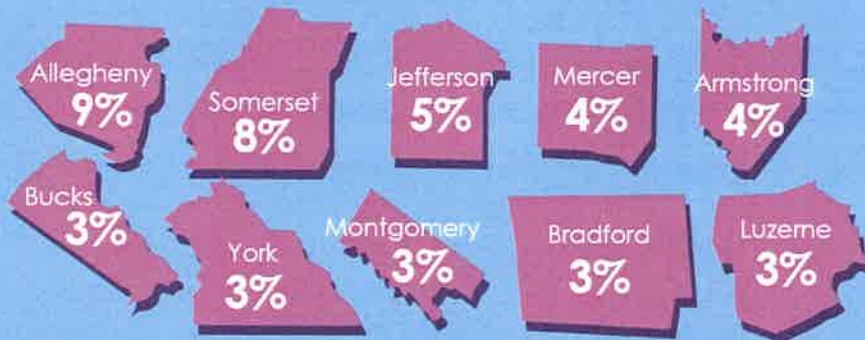 Allegheny
9%
Somerset
8%
Jefferson
5%
Mercer
4%
Armstrong
4%
Bucks
3%
York
3%
Montgomery
3%
Bradford
3%
Luzerne
3%